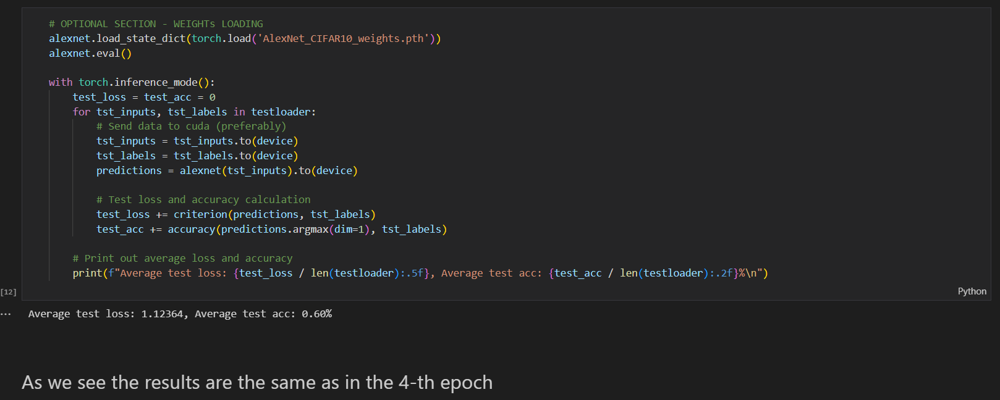 # OPTIONAL SECTION - WEIGHTs LOADING
alexnet.load_state_dict(torch.load('AlexNet_CIFAR10_weights.pth'))
alexnet.eval()
with torch.inference_mode():
test_loss = test_acc = 0
for tst_inputs, tst_labels in testloader:
# Send data to cuda (preferably)
tst_inputs = tst_inputs.to(device)
tst_labels = tst_labels.to(device)
predictions = alexnet(tst_inputs).to(device)
# Test loss and accuracy calculation
test_loss += criterion(predictions, tst_labels)
test_acc += accuracy(predictions.argmax(dim=1), tst_labels)
# Print out average loss and accuracy
print(f"Average test loss: {test_loss / len(testloader):.5f}, Average test acc: {test_acc / len(testloader):.2f}%\n")
[12]
Python
... Average test loss: 1.12364, Average test acc: 0.60%
As we see the results are the same as in the 4-th epoch